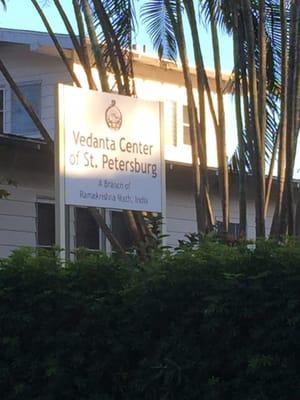 Vedanta Center
of St. Petersburg
A Branch of
Ramakrishna Math, India